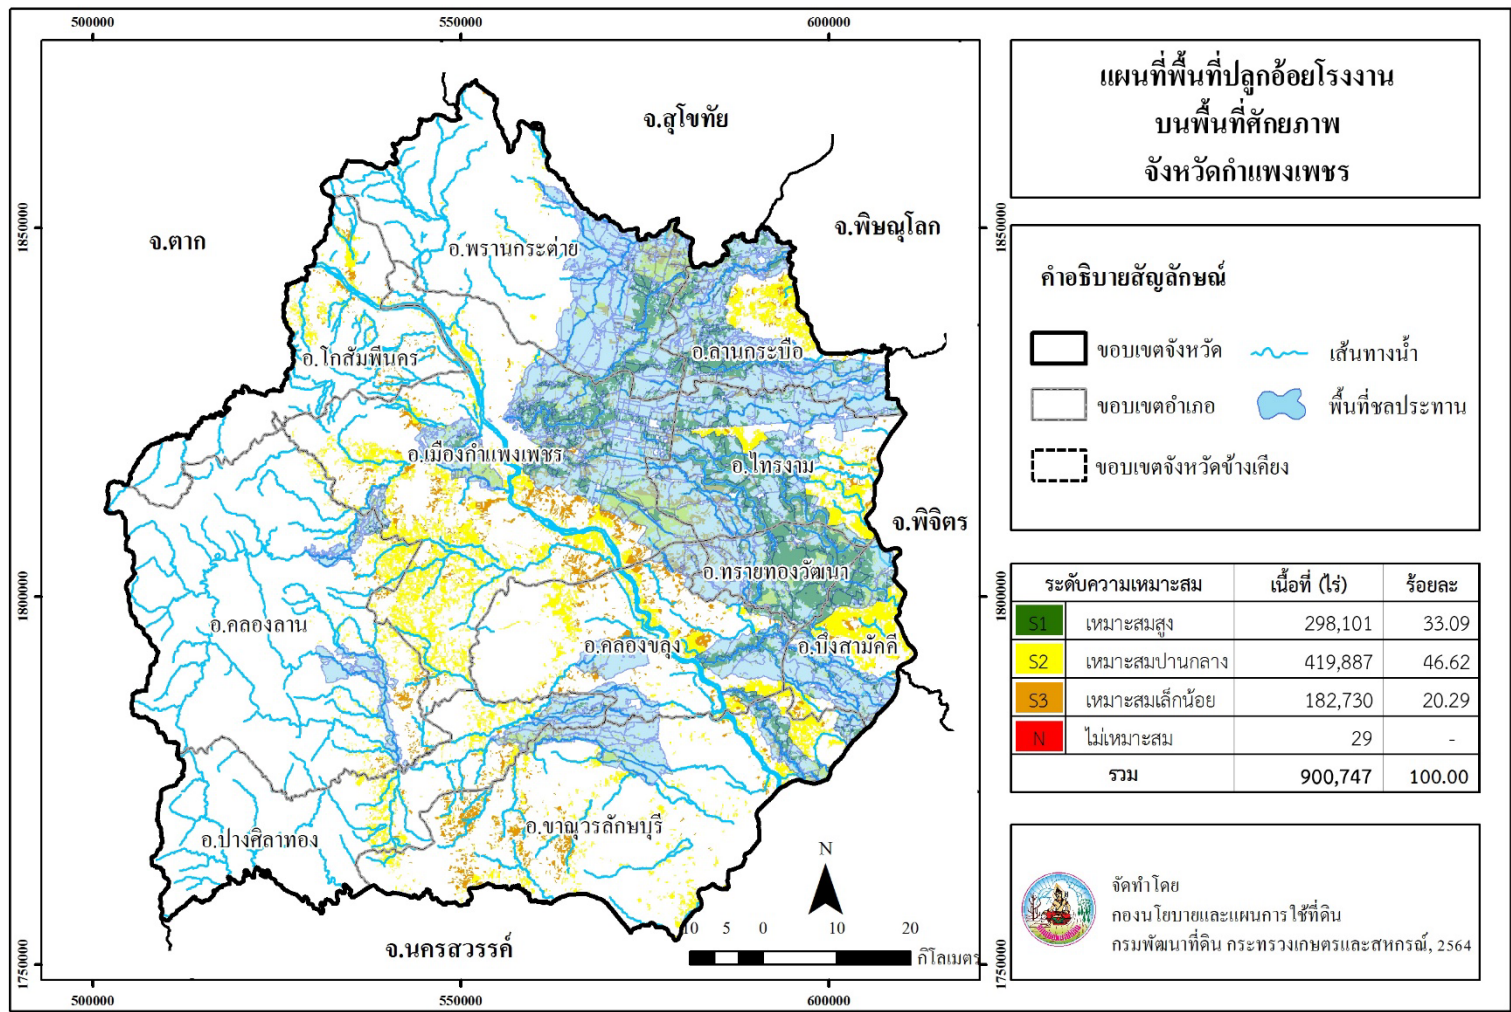 500000
550000
600000
แผนที่พื้นที่ปลูกอ้อยโรงงาน
บนพื้นที่ศักยภาพ
จังหวัดกำแพงเพชร
จ.สุโขทัย
จ.ตาก
จ.พิษณุโลก
1850000
1850000
อ.พรานกระต่าย
คำอธิบายสัญลักษณ์
ขอบเขตจังหวัด
เส้นทางน้ำ
ขอบเขตอำเภอ
พื้นที่ชลประทาน
ขอบเขตจังหวัดข้างเคียง
อ.โกสัมพีนคร
อ.ลานกระบือ
อ.เมืองกำแพงเพชร
อ.ไทรงาม
จ.พิจิตร
อ.ทรายทองวัฒนา
1800000
1800000
อ.คลองลาน
อ.คลองขลุง
อ.บึงสามัคคี
ระดับความเหมาะสม เนื้อที่ (ไร่) ร้อยละ
S1 เหมาะสมสูง 298,101 33.09
S2 เหมาะสมปานกลาง 419,887 46.62
S3 เหมาะสมเล็กน้อย 182,730 20.29
N ไม่เหมาะสม 29 -
รวม 900,747 100.00
อ.ปางศิลาทอง
อ.ขาณุวรลักษบุรี
N
10 5 0 10 20
กิโลเมตร
จ.นครสวรรค์
จัดทำโดย
กองนโยบายและแผนการใช้ที่ดิน
กรมพัฒนาที่ดิน กระทรวงเกษตรและสหกรณ์, 2564
1750000
1750000
500000
550000
600000